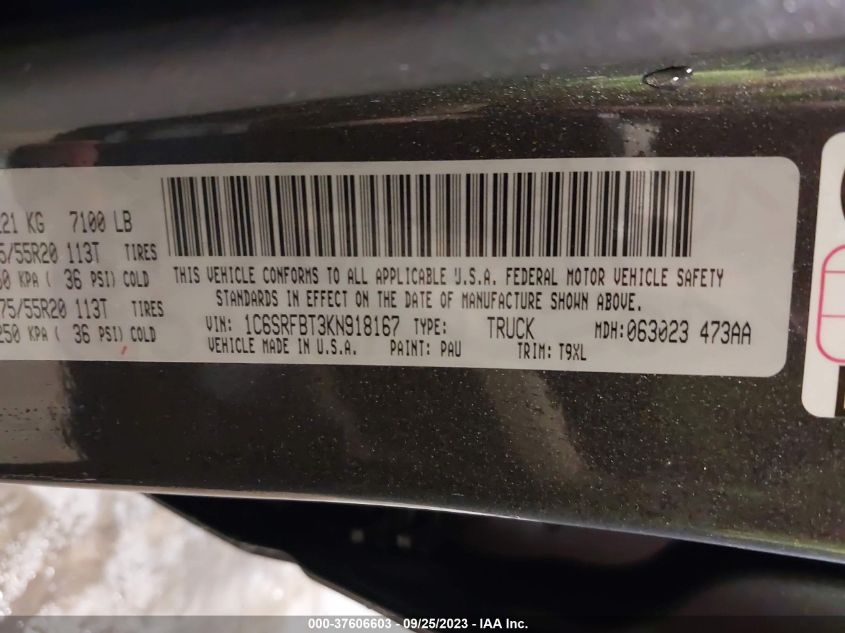 221 KG 7100 LB
5/55R20 113T TIRES
50 KPA ( 36 PSI) COLD
75/55R20 113T TIRES
250 KPA ( 36 PSI) COLD
THIS VEHICLE CONFORMS TO ALL APPLICABLE U.S.A. FEDERAL MOTOR VEHICLE SAFETY
STANDARDS IN EFFECT ON THE DATE OF MANUFACTURE SHOWN ABOVE.
VIN: 1C6SRFBT3KN918167 TYPE: TRUCK MDH: 063023 473AA
VEHICLE MADE IN U.S.A. PAINT: PAU TRIM: T9XL
000-37606603 - 09/25/2023 - IAA Inc.